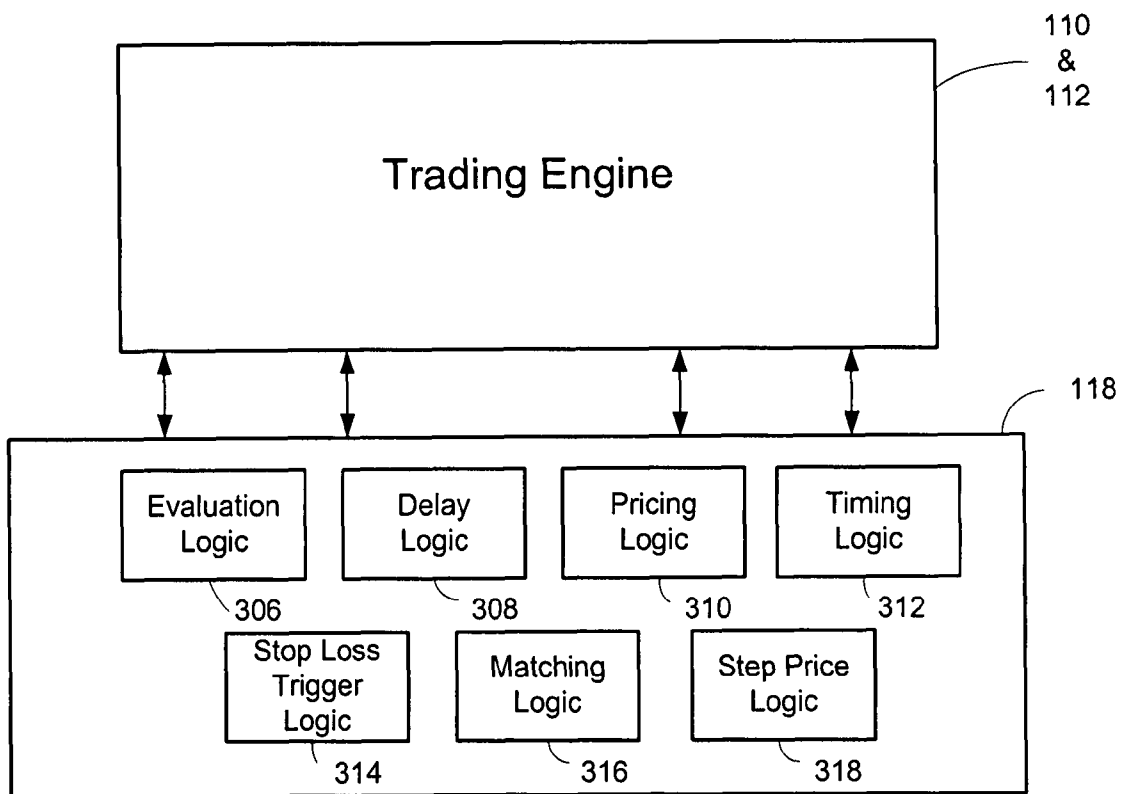 110
&
112
Trading Engine
118
Evaluation
Logic
Delay
Logic
Pricing
Logic
Timing
Logic
306
308
310
312
Stop Loss
Trigger
Logic
Matching
Logic
Step Price
Logic
314
316
318